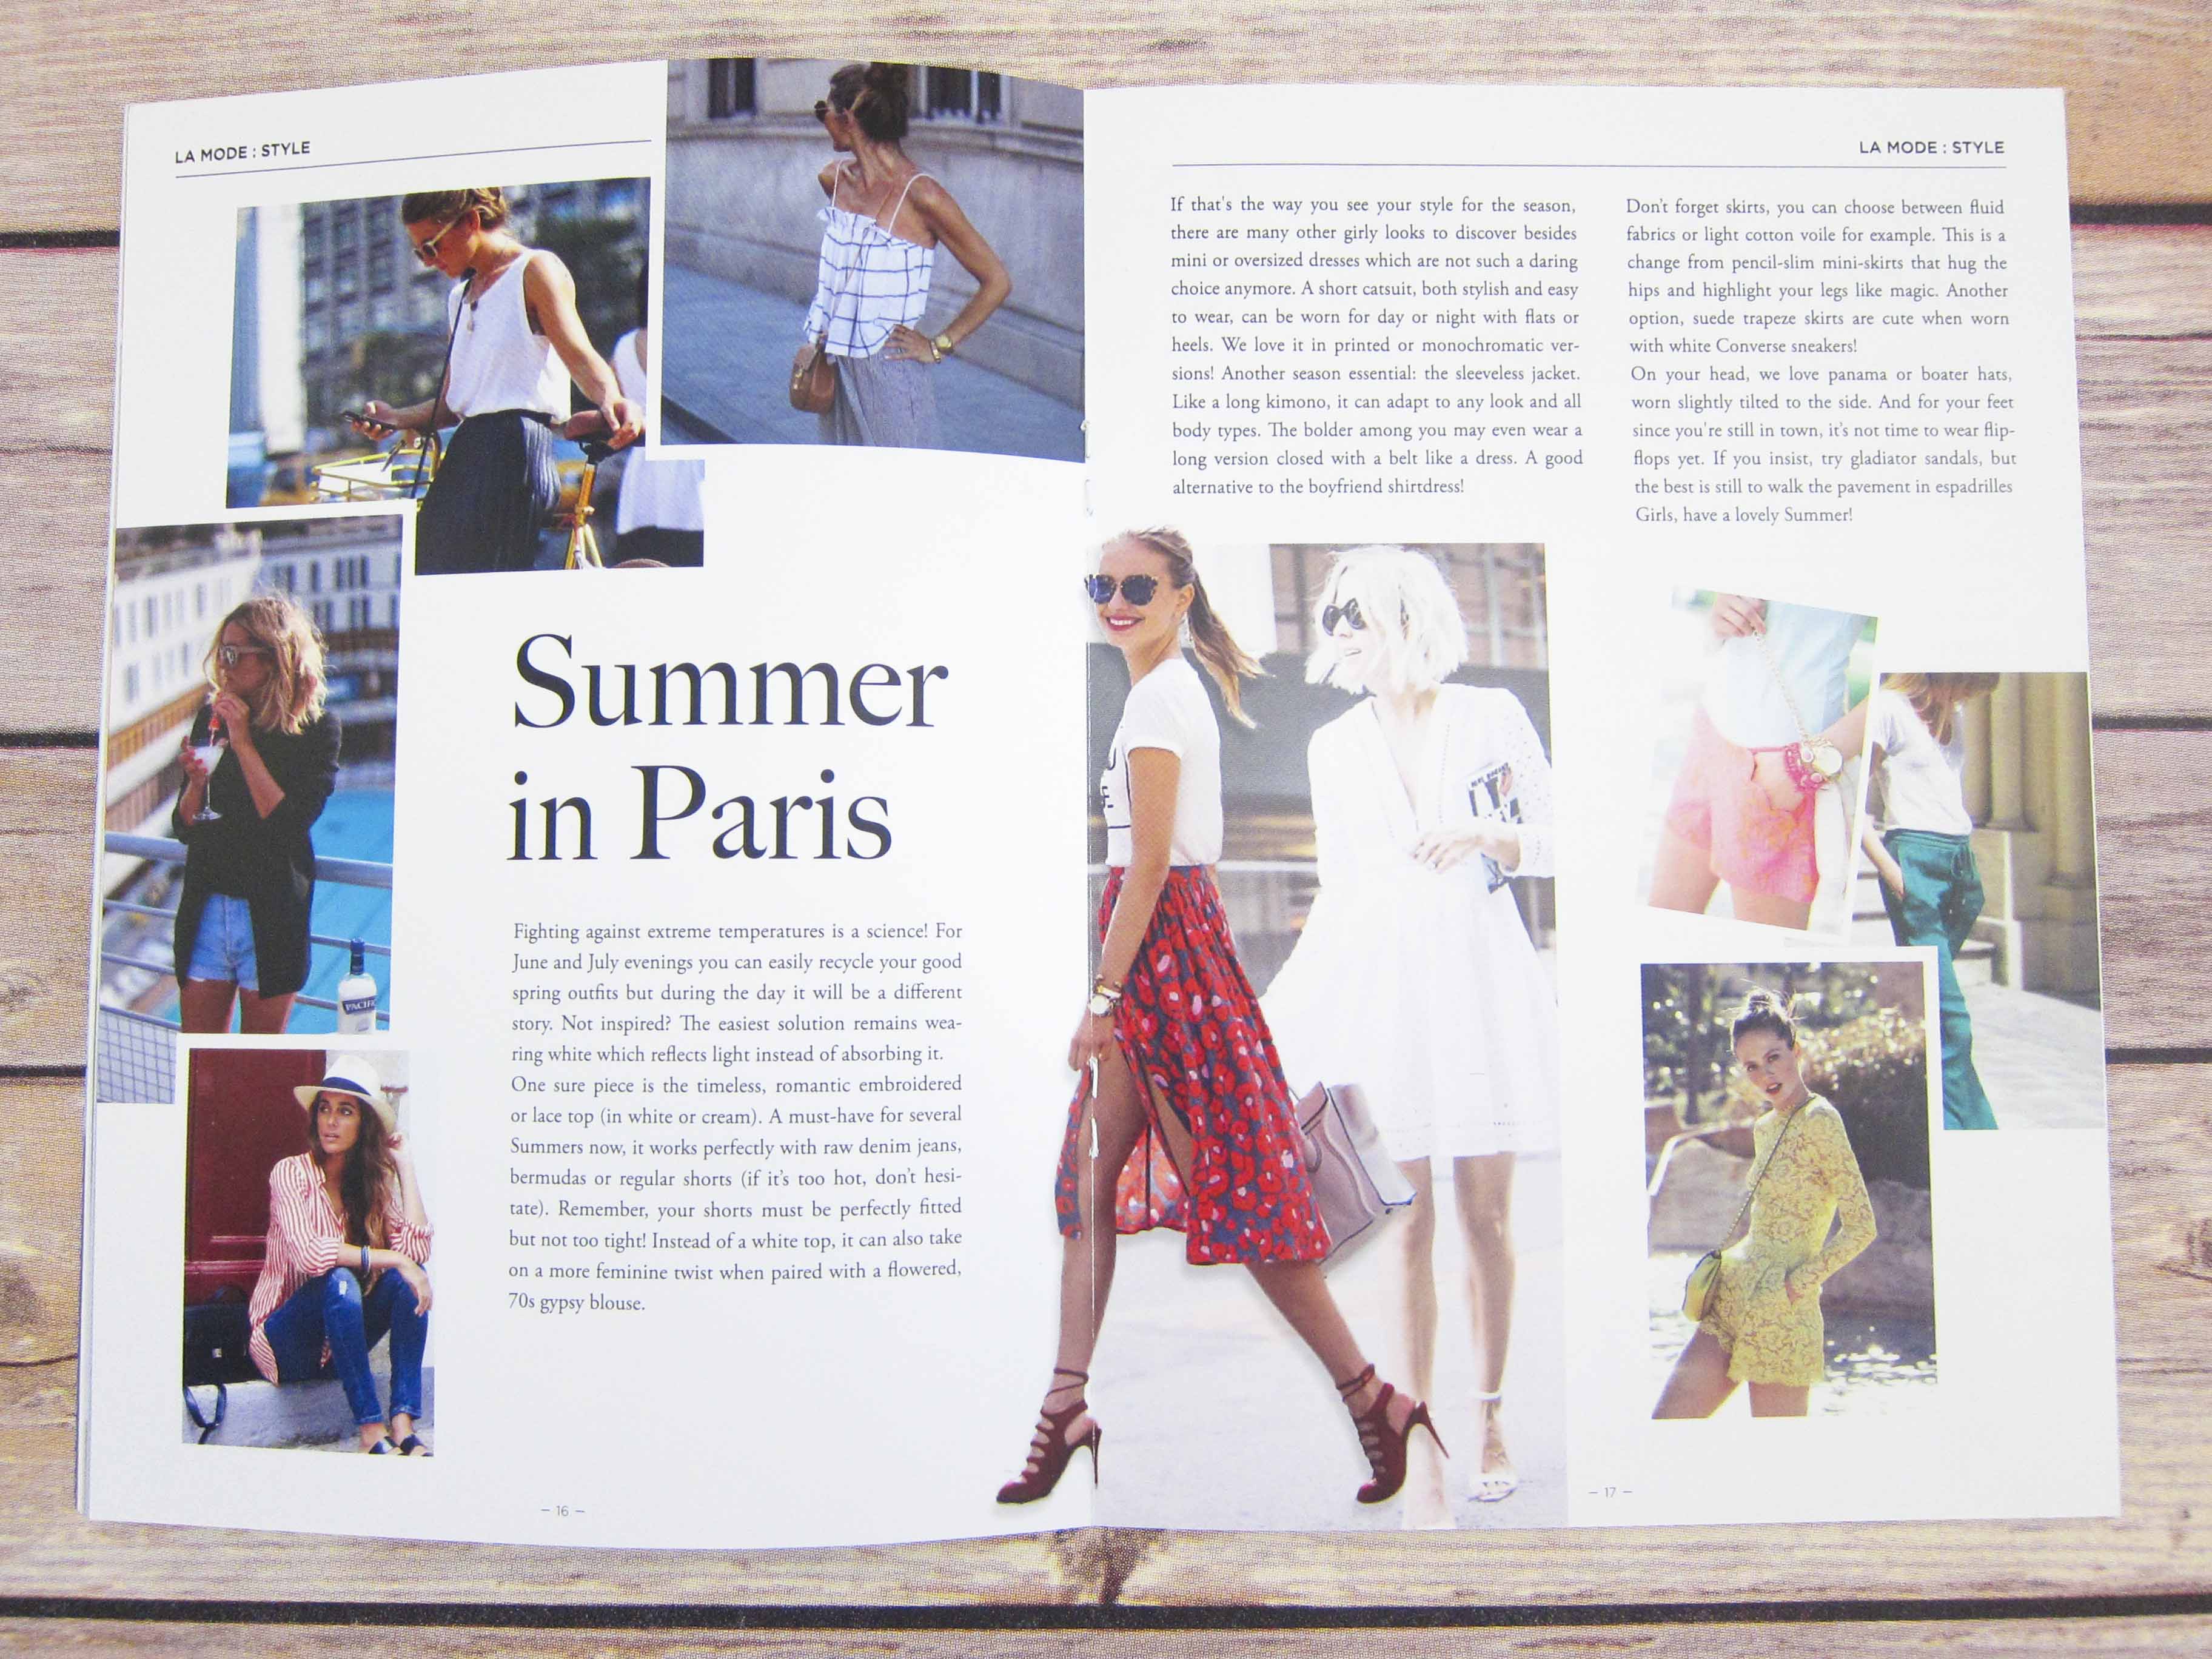 LA MODE : STYLE
Summer
in Paris
Fighting against extreme temperatures is a science! For
June and July evenings you can easily recycle your good
spring outfits but during the day it will be a different
story. Not inspired? The easiest solution remains wea-
ring white which reflects light instead of absorbing it.
One sure piece is the timeless, romantic embroidered
or lace top (in white or cream). A must-have for several
Summers now, it works perfectly with raw denim jeans,
bermudas or regular shorts (if it's too hot, don't hesi-
tate). Remember, your shorts must be perfectly fitted
but not too tight! Instead of a white top, it can also take
on a more feminine twist when paired with a flowered,
70s gypsy blouse.
PACIFIC
– 16 –
LA MODE : STYLE
If that's the way you see your style for the season,
there are many other girly looks to discover besides
mini or oversized dresses which are not such a daring
choice anymore. A short catsuit, both stylish and easy
to wear, can be worn for day or night with flats or
heels. We love it in printed or monochromatic ver-
sions! Another season essential: the sleeveless jacket.
Like a long kimono, it can adapt to any look and all
body types. The bolder among you may even wear a
long version closed with a belt like a dress. A good
alternative to the boyfriend shirtdress!
Don't forget skirts, you can choose between fluid
fabrics or light cotton voile for example. This is a
change from pencil-slim mini-skirts that hug the
hips and highlight your legs like magic. Another
option, suede trapeze skirts are cute when worn
with white Converse sneakers!
On your head, we love panama or boater hats,
worn slightly tilted to the side. And for your feet
since you're still in town, it's not time to wear flip-
flops yet. If you insist, try gladiator sandals, but
the best is still to walk the pavement in espadrilles
Girls, have a lovely Summer!
– 17 –